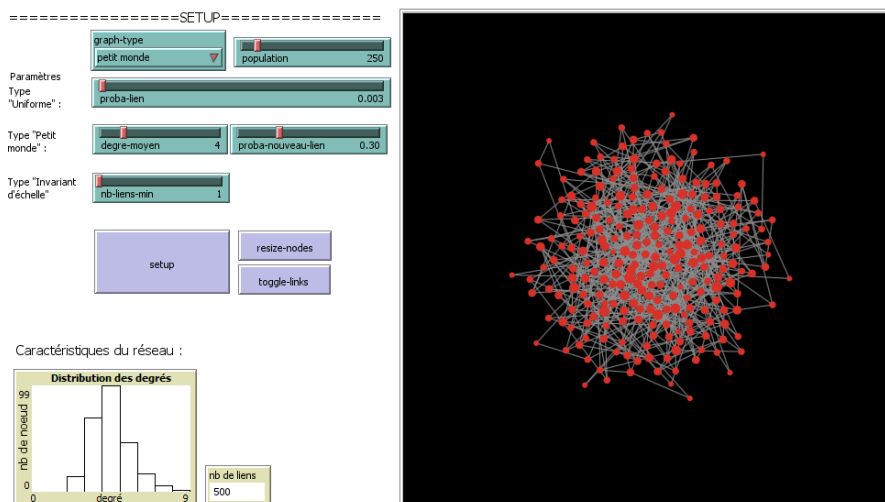 =================SETUP================
graph-type
petit monde
population 250
Paramètres
Type
"Uniforme" :
proba-lien 0.003
Type "Petit
monde" :
degre-moyen 4
proba-nouveau-lien 0.30
Type "Invariant
d'échelle"
nb-liens-min 1
setup
resize-nodes
toggle-links
Caractéristiques du réseau :
Distribution des degrés
99
nb de noeud
0
0 degré 9
nb de liens
500